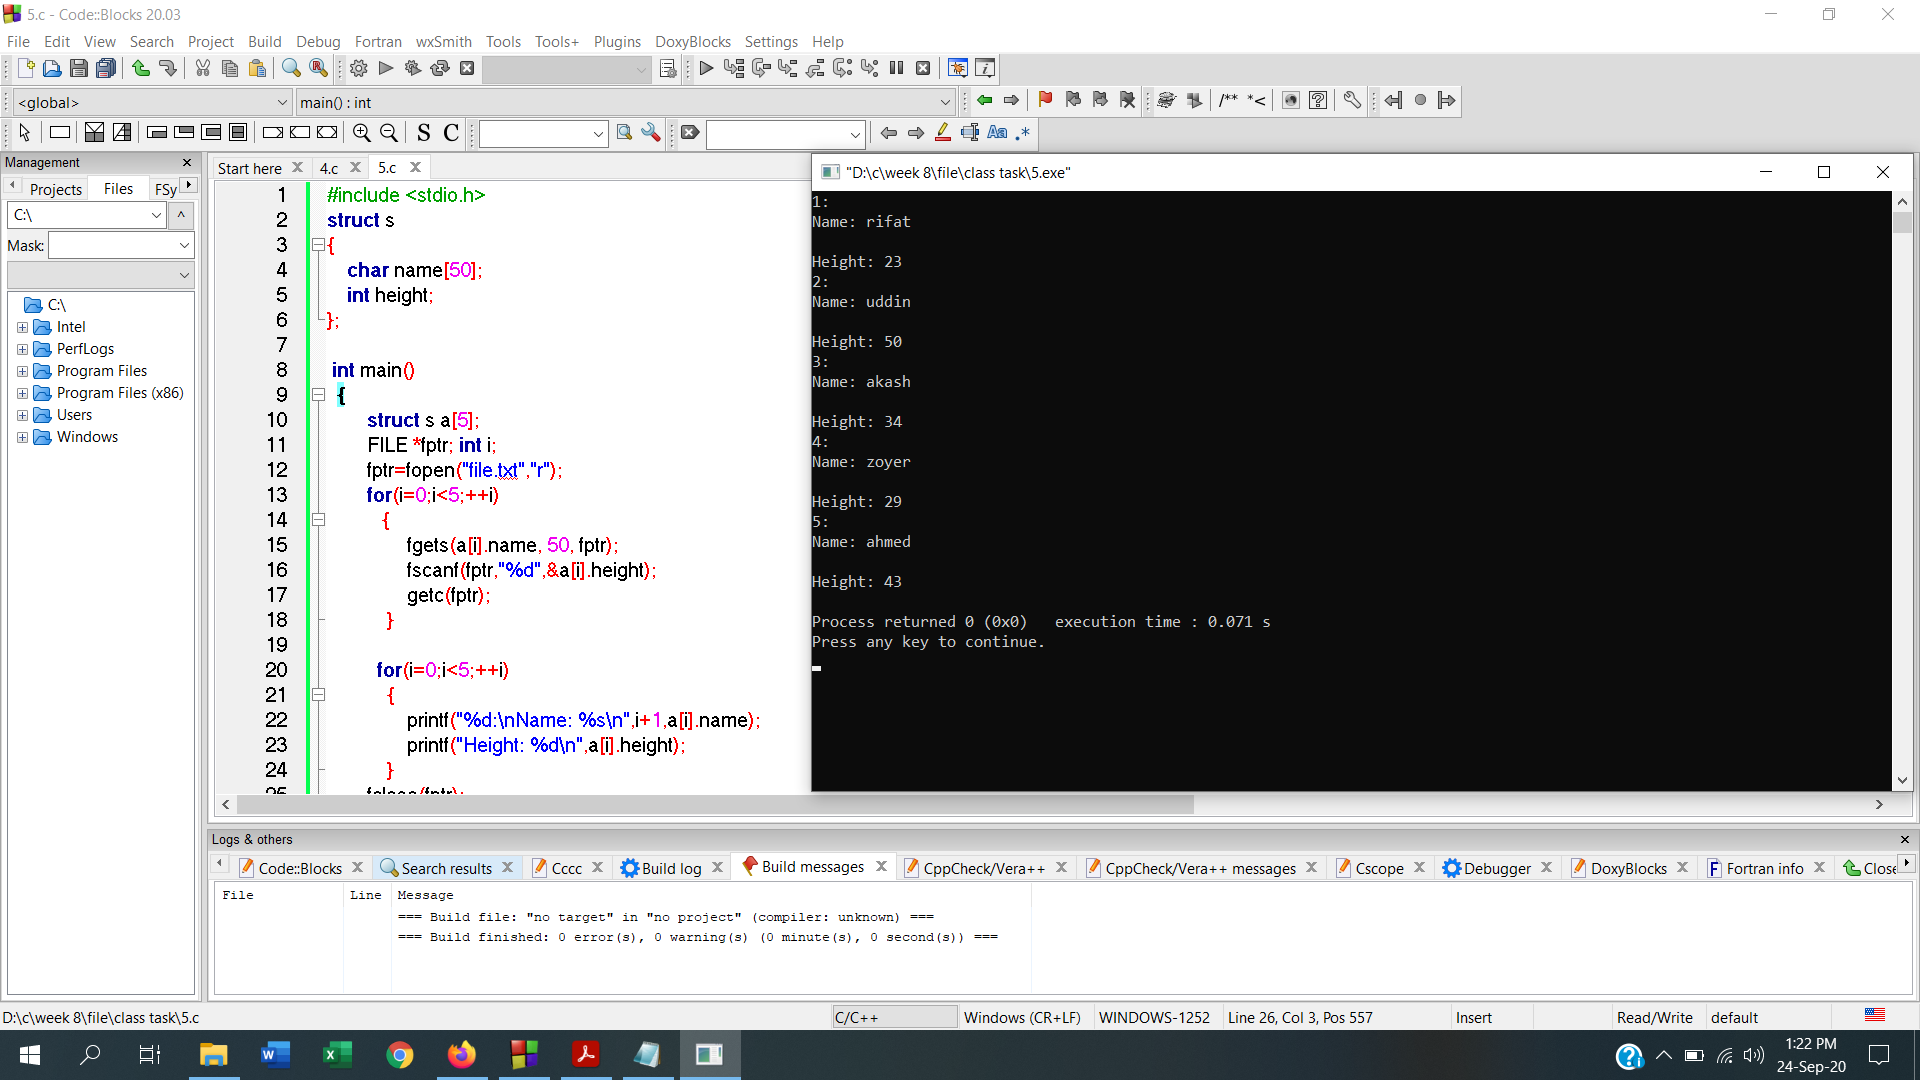 5.c - Code::Blocks 20.03
File Edit View Search Project Build Debug Fortran wxSmith Tools Tools+ Plugins DoxyBlocks Settings Help
<global> main() : int /** *<
S C Aa .*
Management
Projects Files FSy
C:\
Mask:
C:\
Intel
PerfLogs
Program Files
Program Files (x86)
Users
Windows
Start here 4.c 5.c
1 #include <stdio.h>
2 struct s
3 {
4 char name[50];
5 int height;
6 };
7
8 int main()
9 {
10 struct s a[5];
11 FILE *fptr; int i;
12 fptr=fopen("file.txt","r");
13 for(i=0;i<5;++i)
14 {
15 fgets(a[i].name, 50, fptr);
16 fscanf(fptr,"%d",&a[i].height);
17 getc(fptr);
18 }
19
20 for(i=0;i<5;++i)
21 {
22 printf("%d:\nName: %s\n",i+1,a[i].name);
23 printf("Height: %d\n",a[i].height);
24 }
25 fclose(fptr);
"D:\c\week 8\file\class task\5.exe"
1:
Name: rifat
Height: 23
2:
Name: uddin
Height: 50
3:
Name: akash
Height: 34
4:
Name: zoyer
Height: 29
5:
Name: ahmed
Height: 43
Process returned 0 (0x0) execution time : 0.071 s
Press any key to continue.
Logs & others
Code::Blocks Search results Cccc Build log Build messages CppCheck/Vera++ CppCheck/Vera++ messages Cscope Debugger DoxyBlocks Fortran info Close
File Line Message
=== Build file: "no target" in "no project" (compiler: unknown) ===
=== Build finished: 0 error(s), 0 warning(s) (0 minute(s), 0 second(s)) ===
D:\c\week 8\file\class task\5.c C/C++ Windows (CR+LF) WINDOWS-1252 Line 26, Col 3, Pos 557 Insert Read/Write default
1:22 PM
24-Sep-20